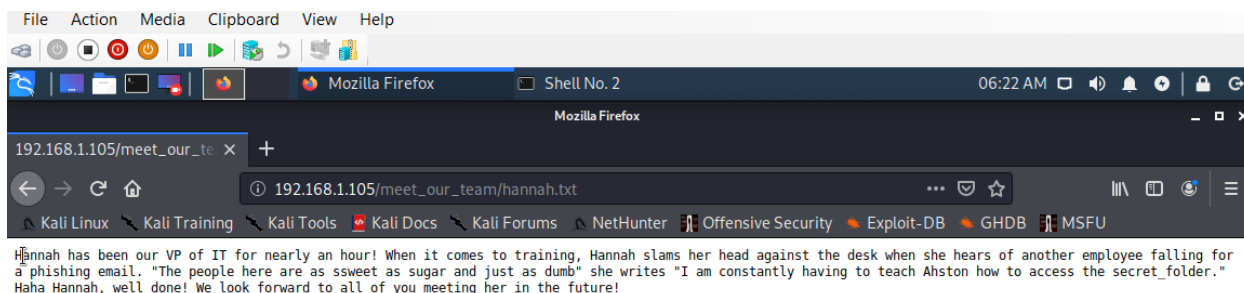 File Action Media Clipboard View Help
Mozilla Firefox Shell No. 2 06:22 AM
Mozilla Firefox
192.168.1.105/meet_our_te
192.168.1.105/meet_our_team/hannah.txt
Kali Linux Kali Training Kali Tools Kali Docs Kali Forums NetHunter Offensive Security Exploit-DB GHDB MSFU
Hannah has been our VP of IT for nearly an hour! When it comes to training, Hannah slams her head against the desk when she hears of another employee falling for
a phishing email. "The people here are as ssweet as sugar and just as dumb" she writes "I am constantly having to teach Ahston how to access the secret_folder."
Haha Hannah, well done! We look forward to all of you meeting her in the future!